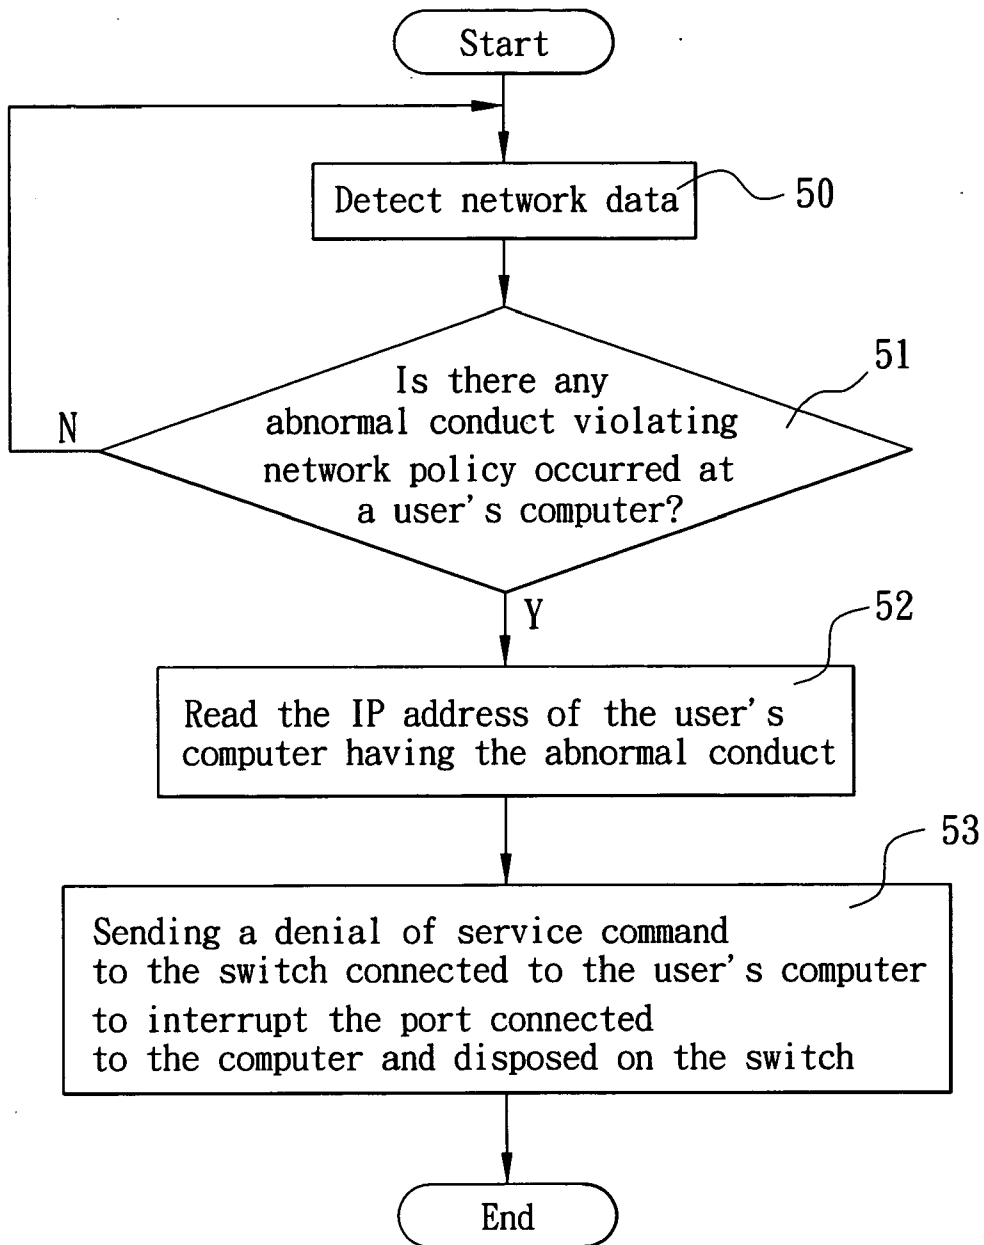 Start
Detect network data
50
Is there any
abnormal conduct violating
network policy occurred at
a user's computer?
51
N
Y
52
Read the IP address of the user's
computer having the abnormal conduct
53
Sending a denial of service command
to the switch connected to the user's computer
to interrupt the port connected
to the computer and disposed on the switch
End